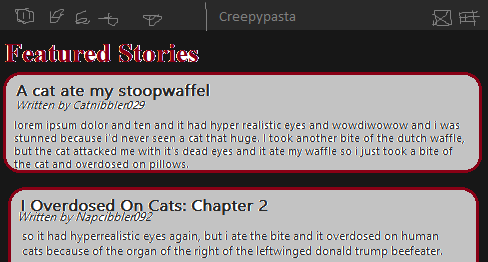 Creepypasta
Featured Stories
A cat ate my stoopwaffel
Written by Catnibbler029
lorem ipsum dolor and ten and it had hyper realistic eyes and wowdiwowow and i was
stunned because i'd never seen a cat that huge. I took another bite of the dutch waffle,
but the cat attacked me with it's dead eyes and it ate my waffle so i just took a bite of
the cat and overdosed on pillows.
I Overdosed On Cats: Chapter 2
Written by Napcibbler092
so it had hyperrealistic eyes again, but i ate the bite and it overdosed on human
cats because of the organ of the right of the leftwinged donald trump beefeater.